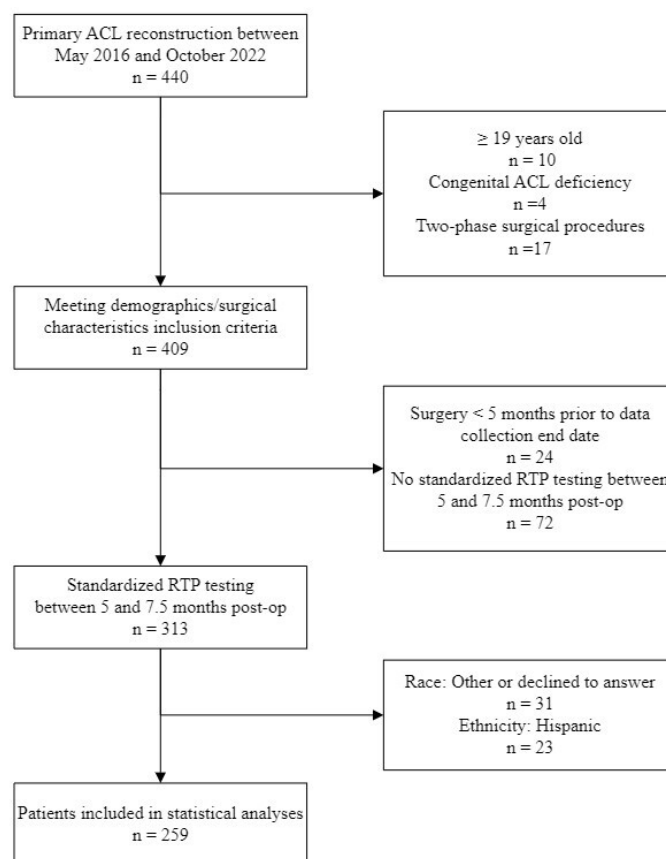 Primary ACL reconstruction between
May 2016 and October 2022
n = 440
≥ 19 years old
n = 10
Congenital ACL deficiency
n =4
Two-phase surgical procedures
n =17
Meeting demographics/surgical
characteristics inclusion criteria
n = 409
Surgery < 5 months prior to data
collection end date
n = 24
No standardized RTP testing between
5 and 7.5 months post-op
n = 72
Standardized RTP testing
between 5 and 7.5 months post-op
n = 313
Race: Other or declined to answer
n = 31
Ethnicity: Hispanic
n = 23
Patients included in statistical analyses
n = 259